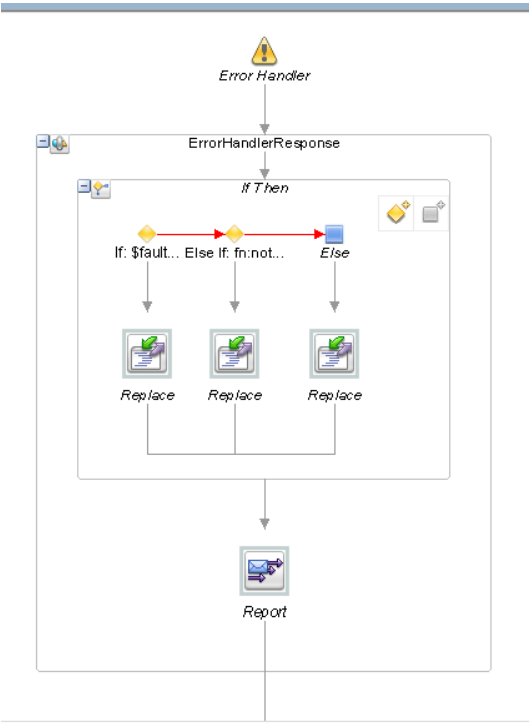 Error Handler
ErrorHandlerResponse
If Then
If: $fault... Else If: fn:not... Else
Replace Replace Replace
Report